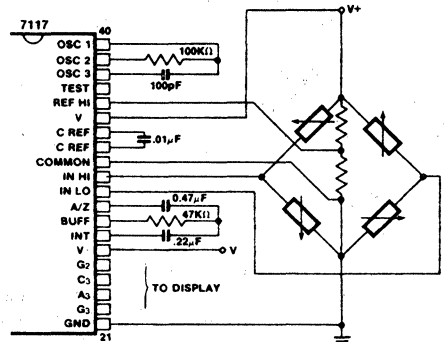 7117
40
OSC 1
OSC 2
OSC 3
TEST
REF HI
V
C REF
C REF
COMMON
IN HI
IN LO
A/Z
BUFF
INT
V
G2
C3
A3
G3
GND
21
100KΩ
100pF
.01µF
0.47µF
47KΩ
.22µF
V
TO DISPLAY
V+